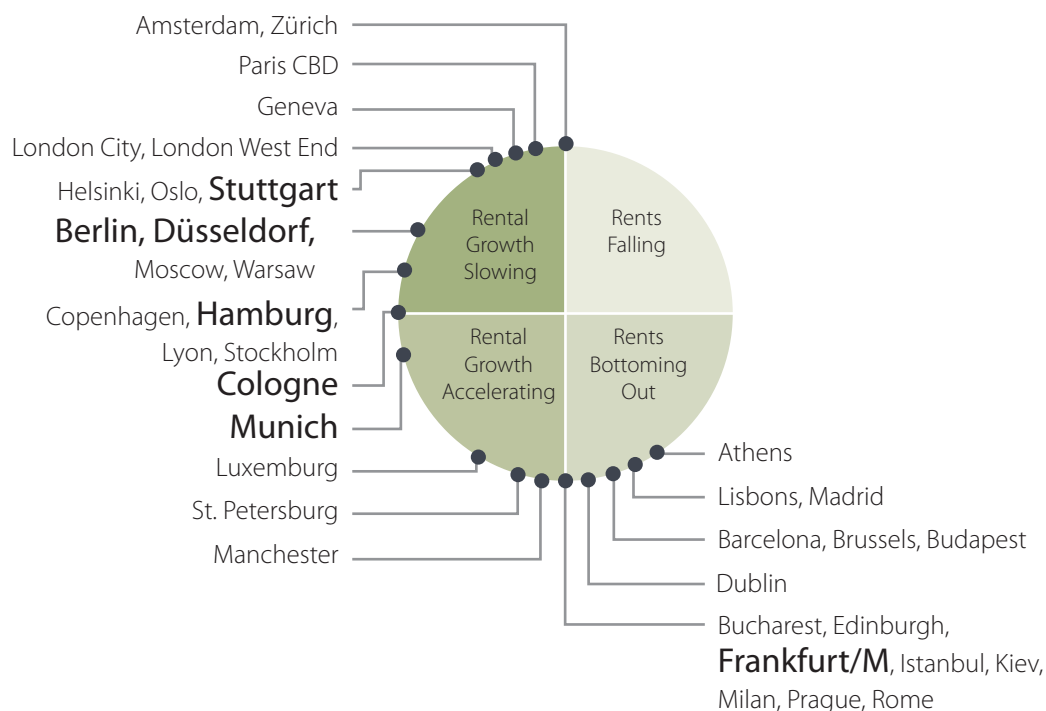 Amsterdam, Zürich
Paris CBD
Geneva
London City, London West End
Helsinki, Oslo, Stuttgart
Berlin, Düsseldorf,
Moscow, Warsaw
Copenhagen, Hamburg,
Lyon, Stockholm
Cologne
Munich
Luxemburg
St. Petersburg
Manchester
Rental
Growth
Slowing
Rents
Falling
Rental
Growth
Accelerating
Rents
Bottoming
Out
Athens
Lisbons, Madrid
Barcelona, Brussels, Budapest
Dublin
Bucharest, Edinburgh,
Frankfurt/M, Istanbul, Kiev,
Milan, Prague, Rome